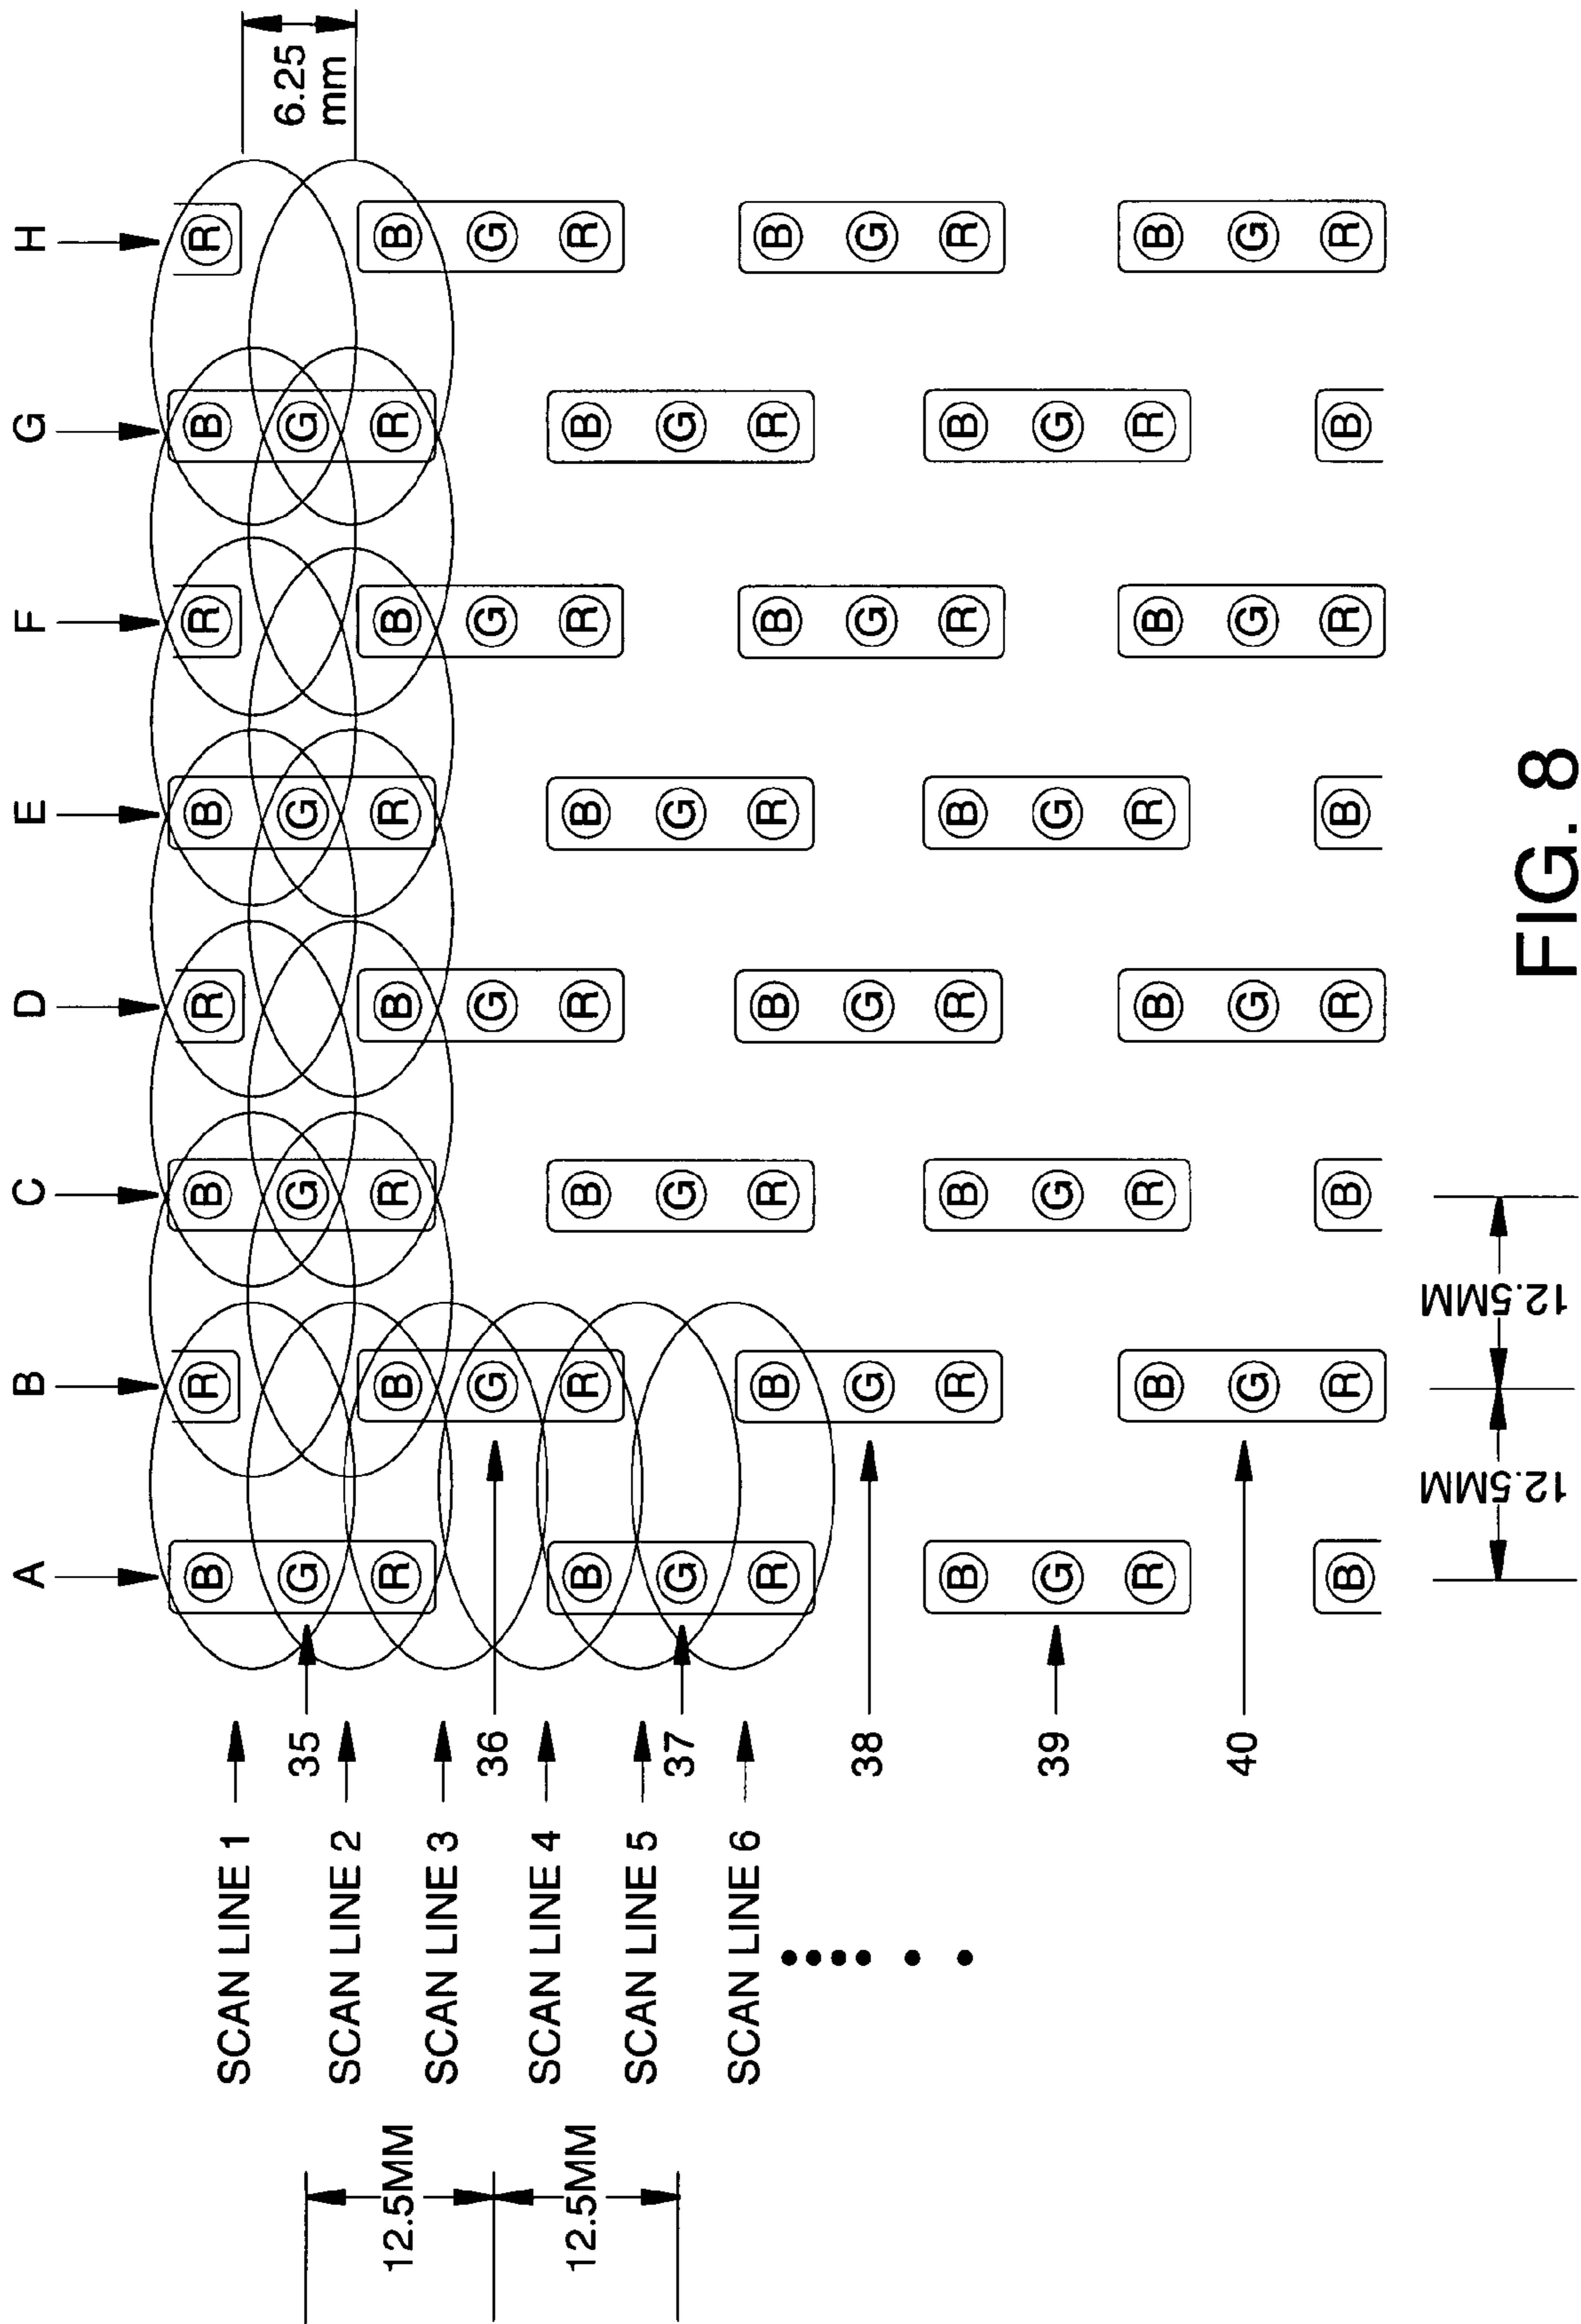 A B C D E F G H
B R B R B R B R
SCAN LINE 1
6.25
mm
35 G G G G
SCAN LINE 2
12.5MM
R B R B R B R B
SCAN LINE 3
36 G G G G
SCAN LINE 4
12.5MM
B R B R B R B R
SCAN LINE 5
37 G G G G
SCAN LINE 6
R B R B R B R B
38 G G G G
B R B R B R B R
39 G G G G
R B R B R B R B
40 G G G G
B R B R B R B R
12.5MM 12.5MM
FIG. 8